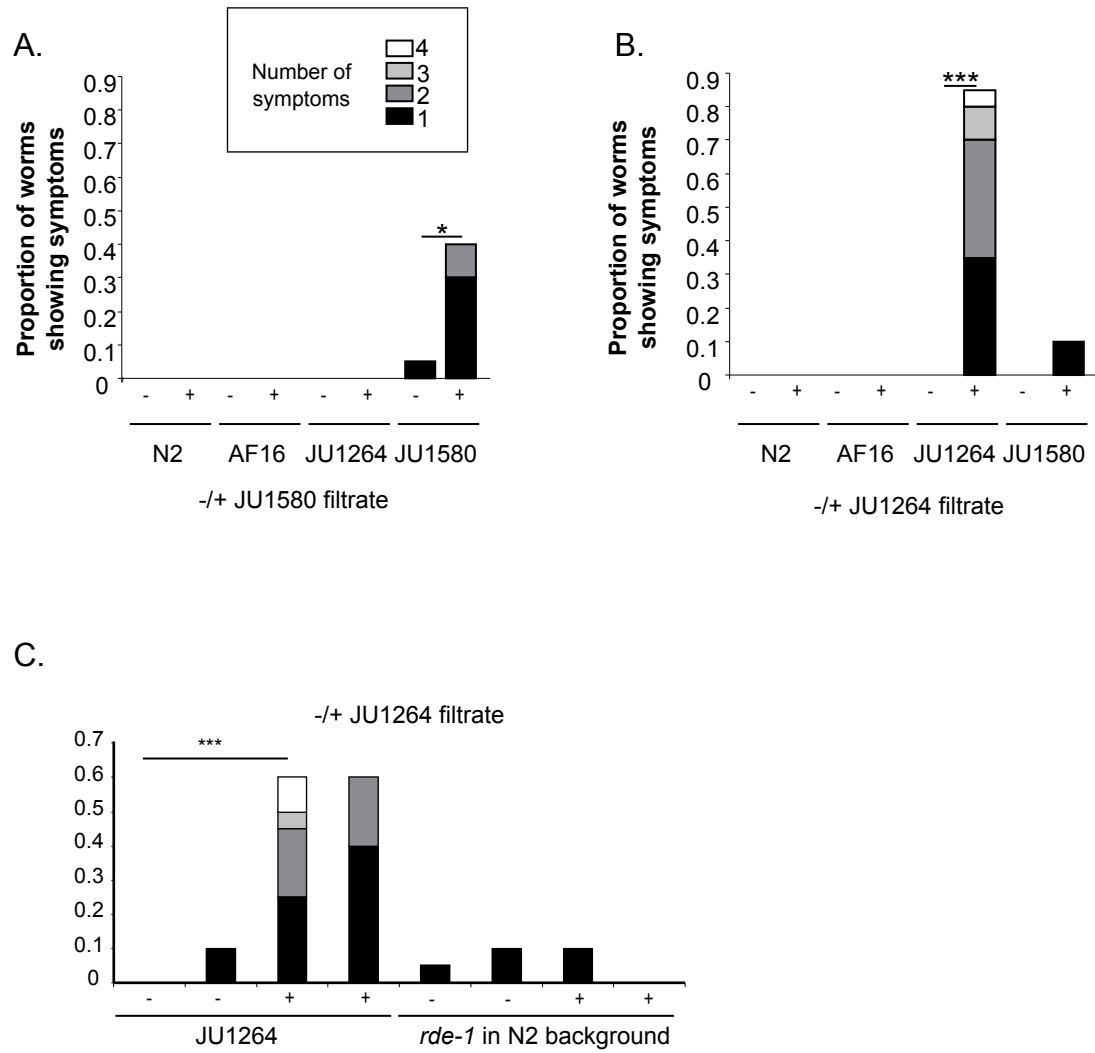 A.
Number of
symptoms
4
3
2
1
Proportion of worms
showing symptoms
0.9
0.8
0.7
0.6
0.5
0.4
0.3
0.2
0.1
0
*
- + - + - + - +
N2 AF16 JU1264 JU1580
-/+ JU1580 filtrate
B.
Proportion of worms
showing symptoms
0.9
0.8
0.7
0.6
0.5
0.4
0.3
0.2
0.1
0
***
- + - + - + - +
N2 AF16 JU1264 JU1580
-/+ JU1264 filtrate
C.
-/+ JU1264 filtrate
0.7
0.6
0.5
0.4
0.3
0.2
0.1
0
***
- - + + - - + +
JU1264 rde-1 in N2 background